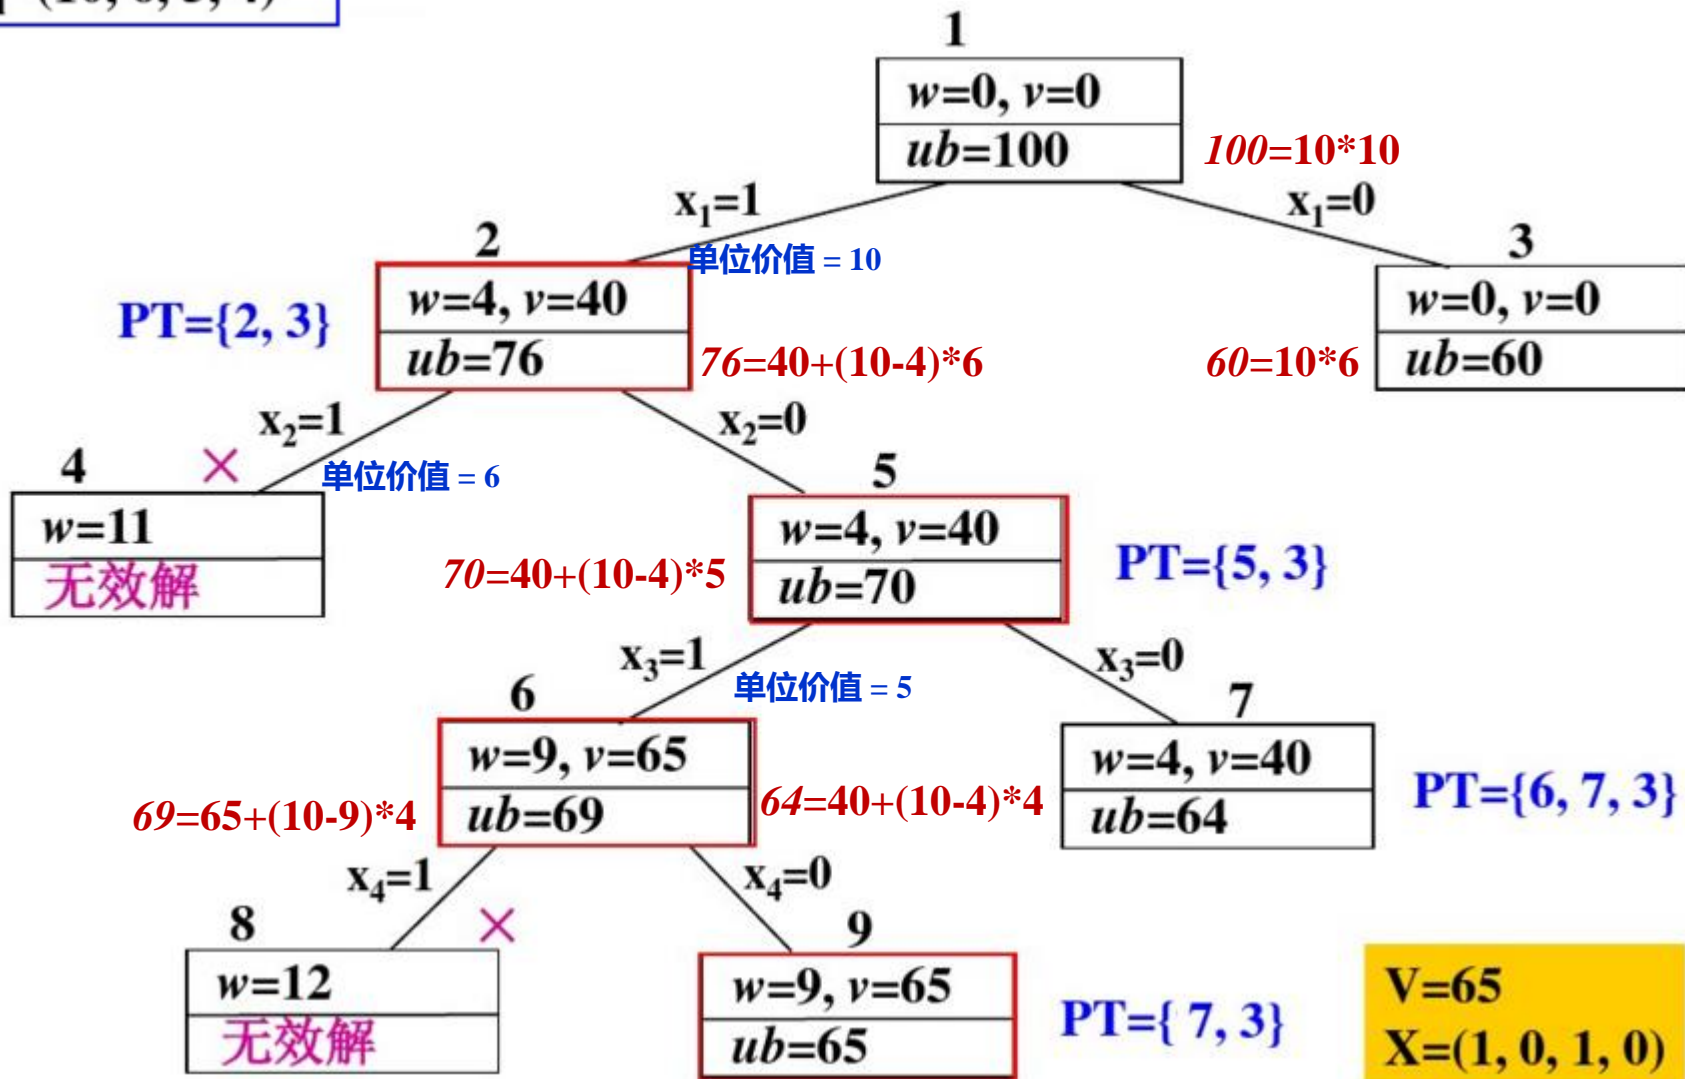 (10, 6, 5, 4)
1
w=0, v=0
ub=100
100=10*10
x₁=1
x₁=0
2
单位价值 = 10
3
w=4, v=40
w=0, v=0
PT={2, 3}
ub=76
76=40+(10-4)*6
60=10*6
ub=60
x₂=1
x₂=0
4
×
单位价值 = 6
5
w=11
无效解
w=4, v=40
70=40+(10-4)*5
ub=70
PT={5, 3}
x₃=1
x₃=0
6
单位价值 = 5
7
w=9, v=65
w=4, v=40
69=65+(10-9)*4
ub=69
64=40+(10-4)*4
ub=64
PT={6, 7, 3}
x₄=1
x₄=0
8
×
9
w=12
无效解
w=9, v=65
ub=65
PT={ 7, 3}
V=65
X=(1, 0, 1, 0)